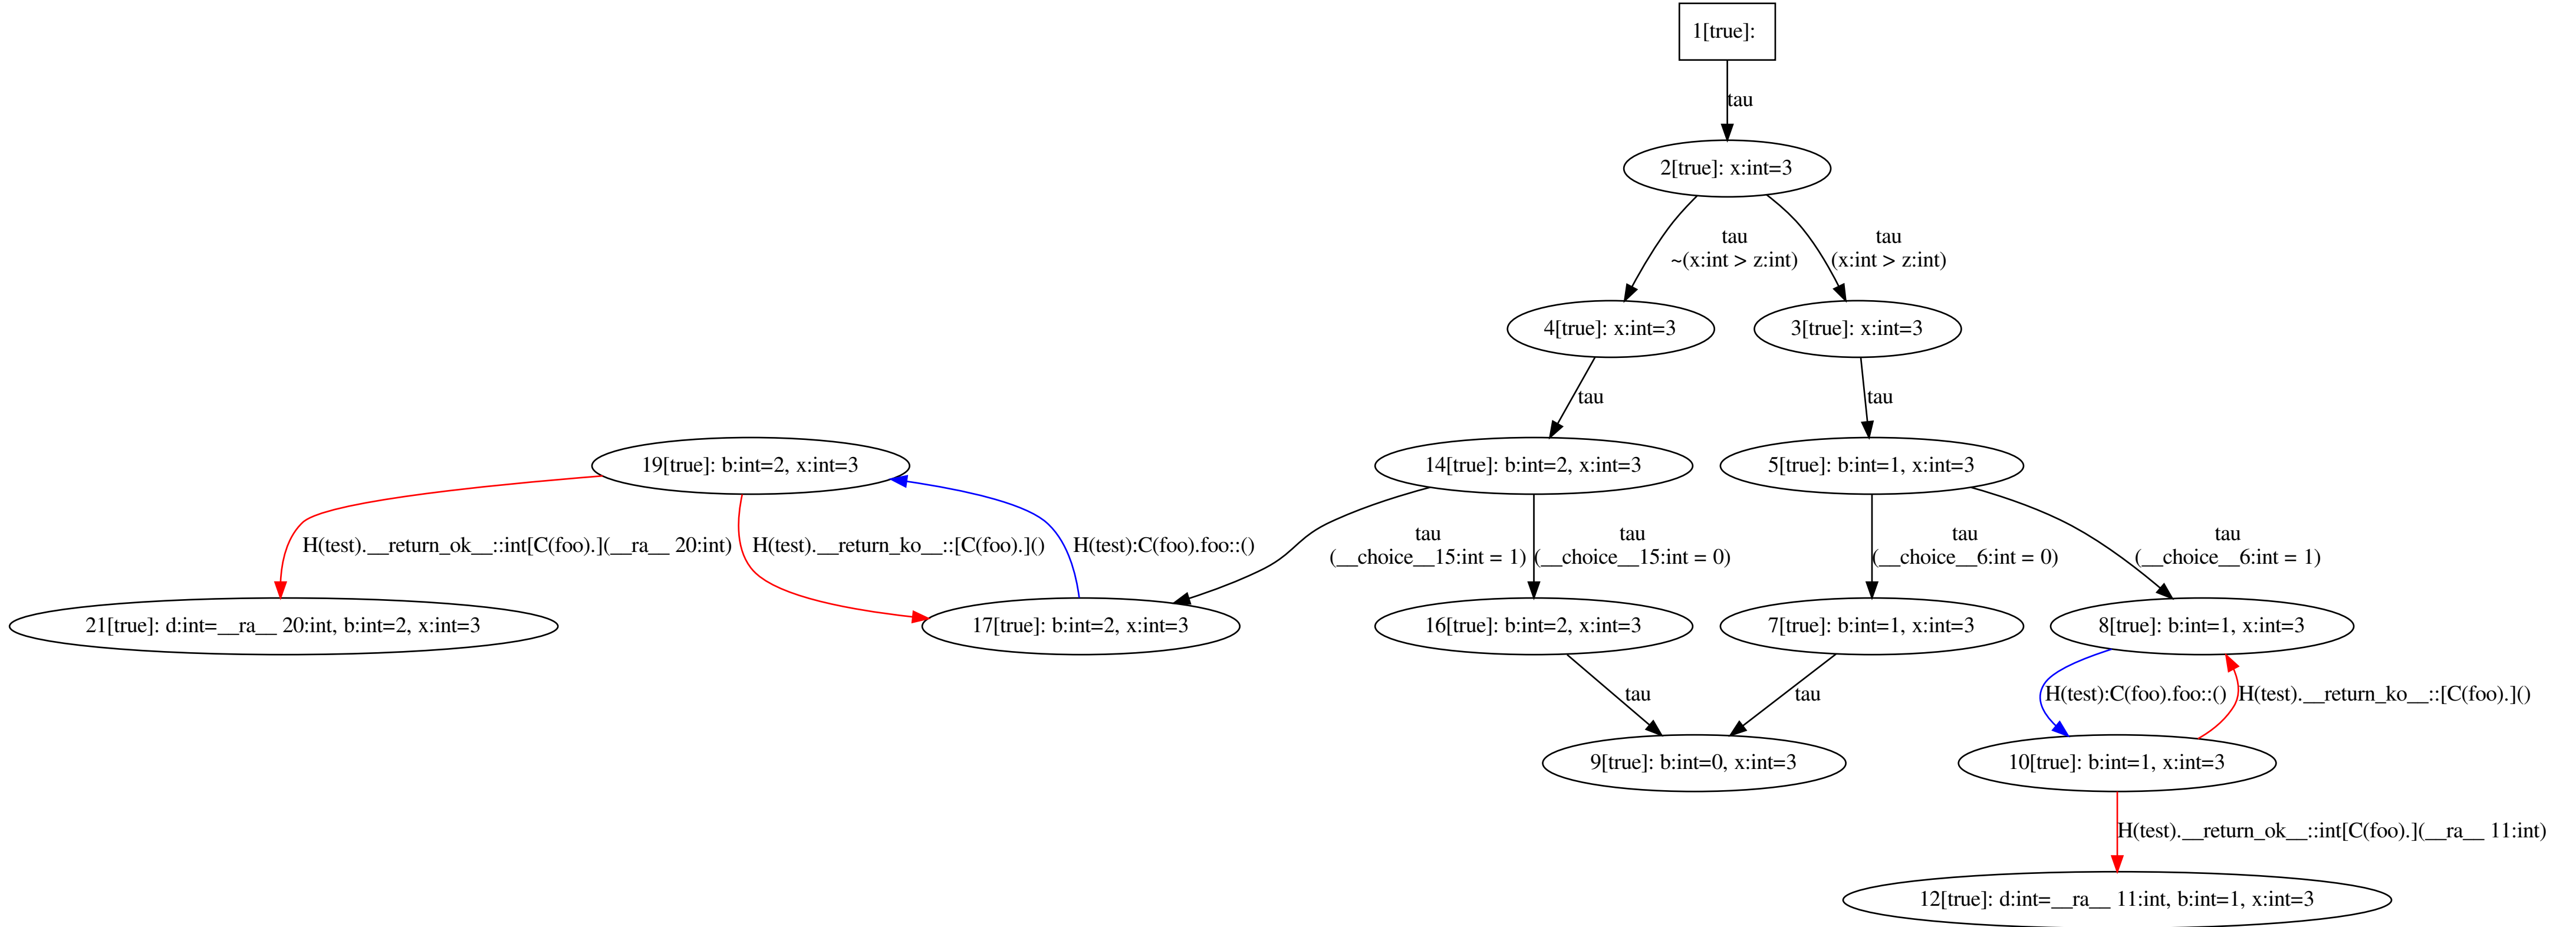 1[true]:
tau
2[true]: x:int=3
tau
~(x:int > z:int)
tau
(x:int > z:int)
4[true]: x:int=3
3[true]: x:int=3
tau
tau
19[true]: b:int=2, x:int=3
14[true]: b:int=2, x:int=3
5[true]: b:int=1, x:int=3
H(test).__return_ok__::int[C(foo).](__ra__ 20:int)
H(test).__return_ko__::[C(foo).]()
H(test):C(foo).foo::()
tau
(__choice__15:int = 1)
tau
(__choice__15:int = 0)
tau
(__choice__6:int = 0)
tau
(__choice__6:int = 1)
21[true]: d:int=__ra__ 20:int, b:int=2, x:int=3
17[true]: b:int=2, x:int=3
16[true]: b:int=2, x:int=3
7[true]: b:int=1, x:int=3
8[true]: b:int=1, x:int=3
tau
tau
H(test):C(foo).foo::()
H(test).__return_ko__::[C(foo).]()
9[true]: b:int=0, x:int=3
10[true]: b:int=1, x:int=3
H(test).__return_ok__::int[C(foo).](__ra__ 11:int)
12[true]: d:int=__ra__ 11:int, b:int=1, x:int=3